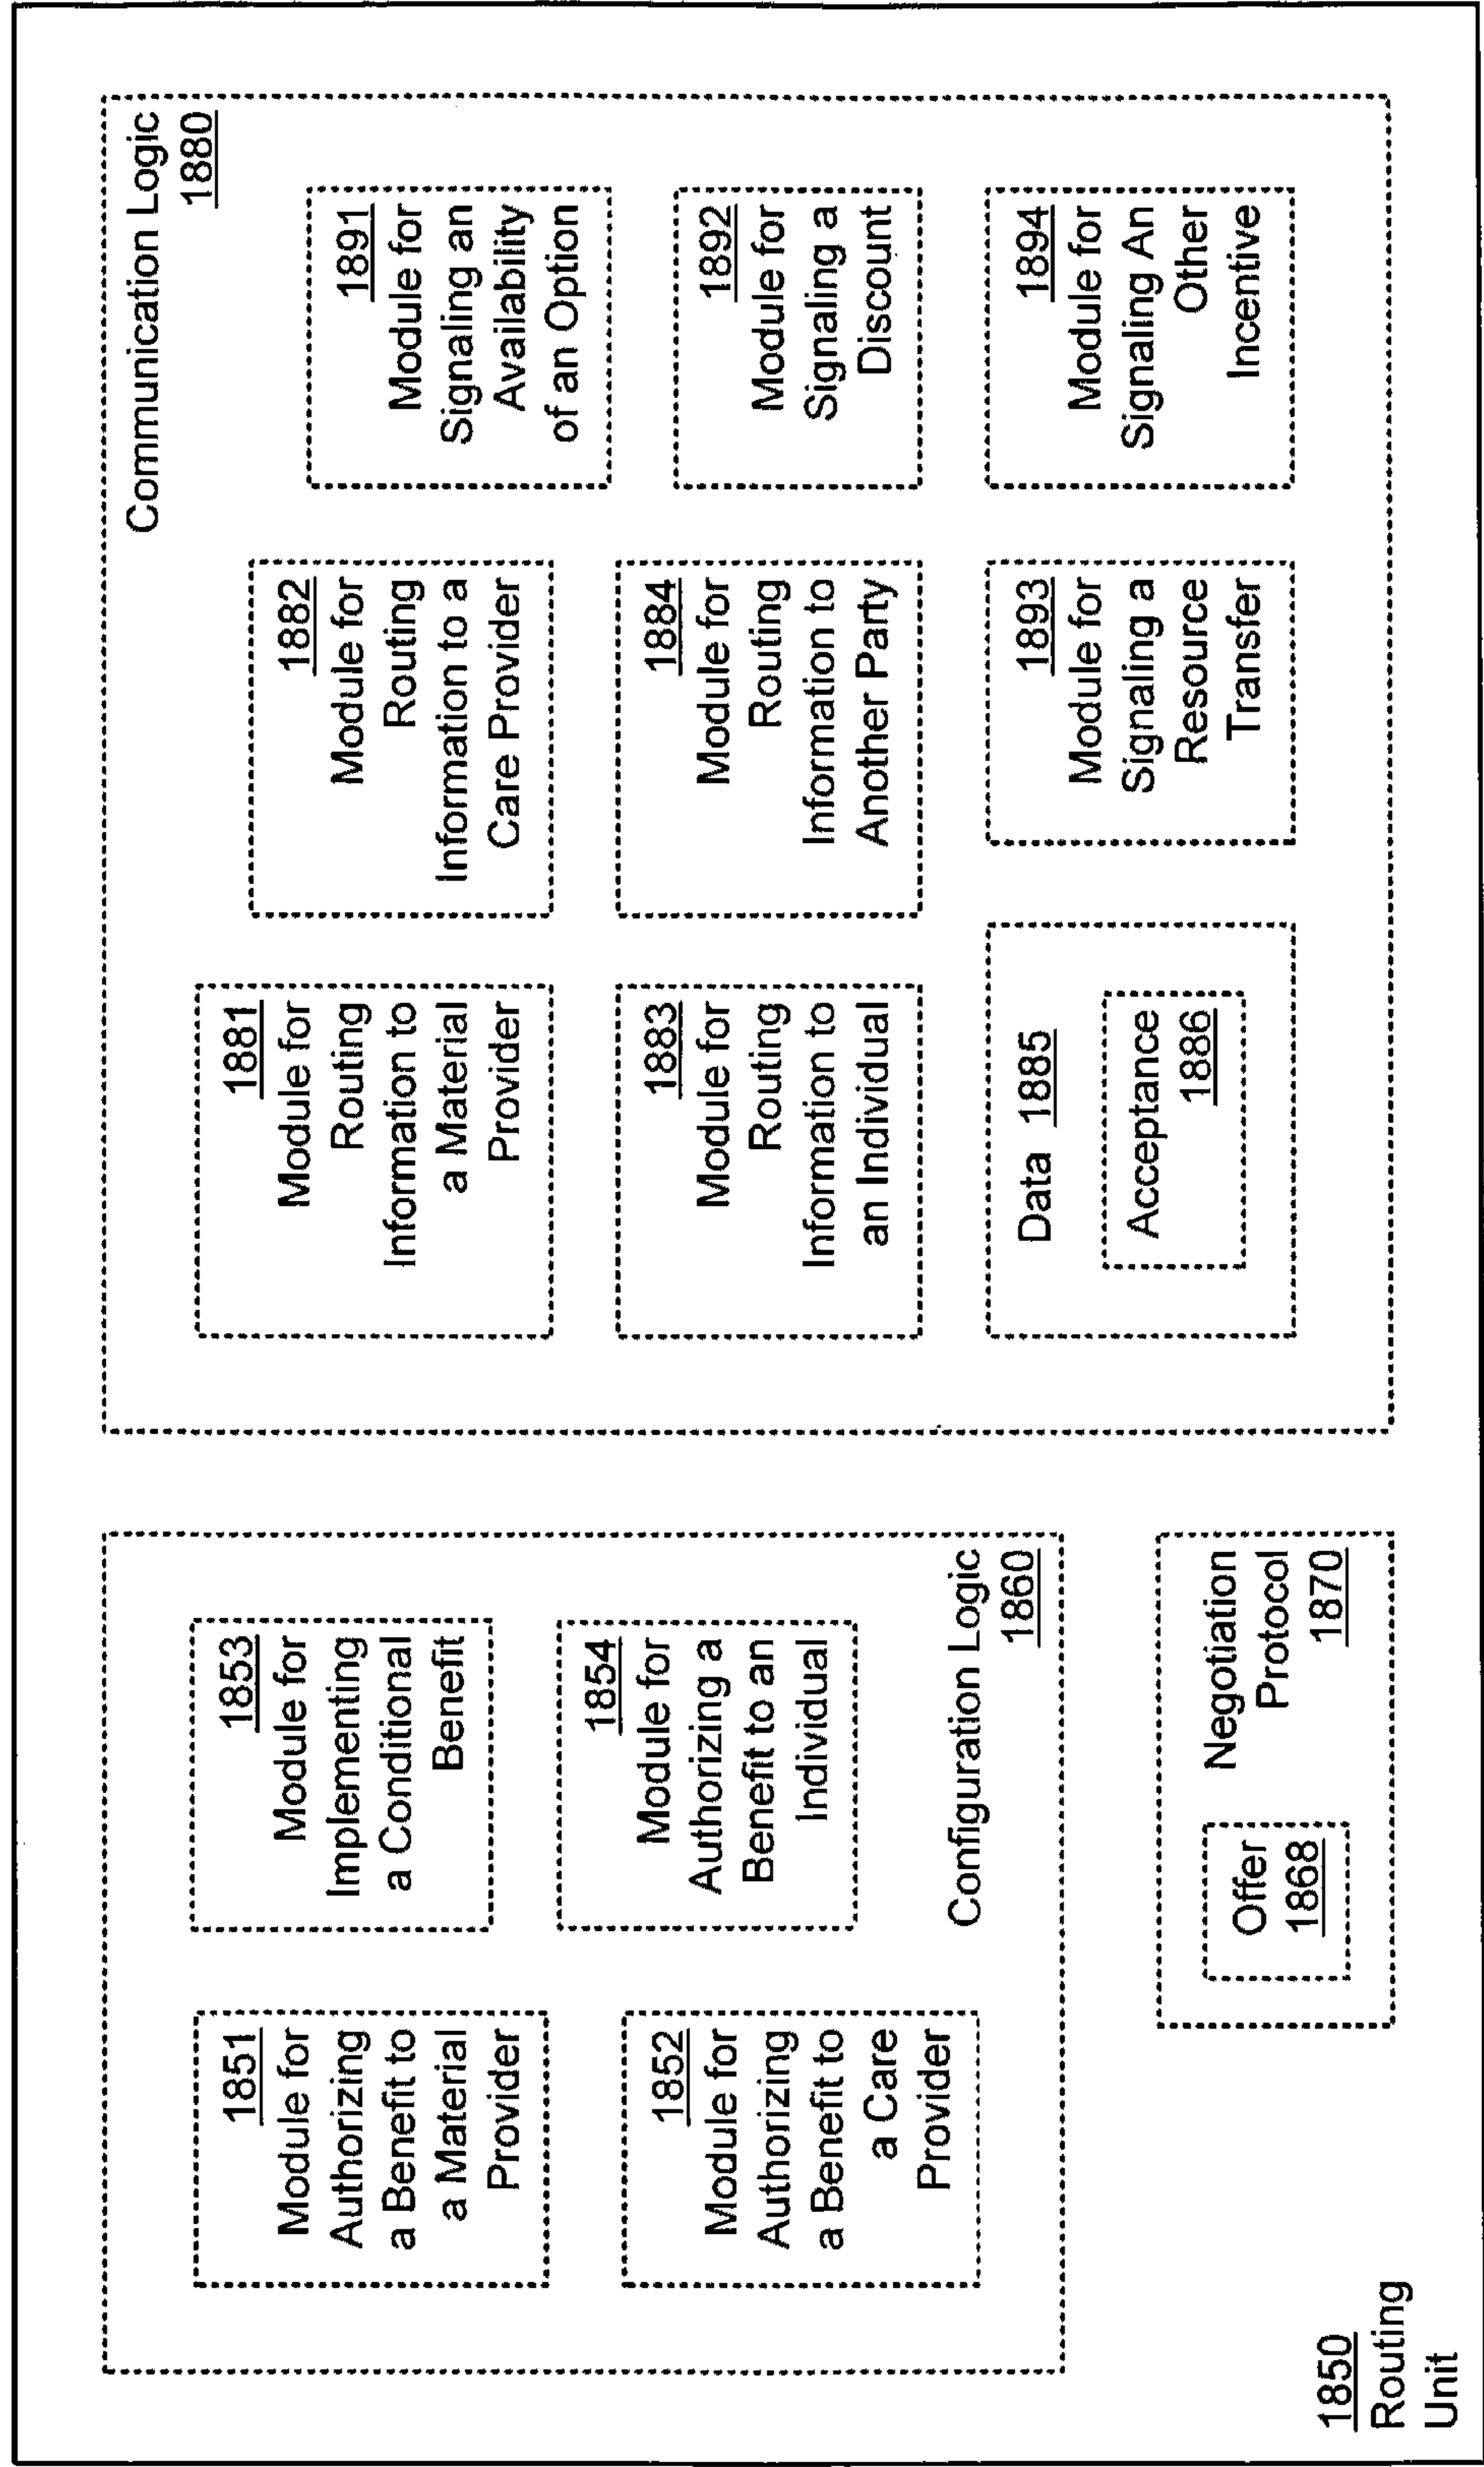 1851
Module for
Authorizing
a Benefit to
a Material
Provider
1853
Module for
Implementing
a Conditional
Benefit
1852
Module for
Authorizing
a Benefit to
a Care
Provider
1854
Module for
Authorizing a
Benefit to an
Individual
Configuration Logic
1860
Offer
1868
Negotiation
Protocol
1870
1850
Routing
Unit
Communication Logic
1880
1881
Module for
Routing
Information to
a Material
Provider
1882
Module for
Routing
Information to a
Care Provider
1891
Module for
Signaling an
Availability
of an Option
1883
Module for
Routing
Information to
an Individual
1884
Module for
Routing
Information to
Another Party
1892
Module for
Signaling a
Discount
Data 1885
Acceptance
1886
1893
Module for
Signaling a
Resource
Transfer
1894
Module for
Signaling An
Other
Incentive